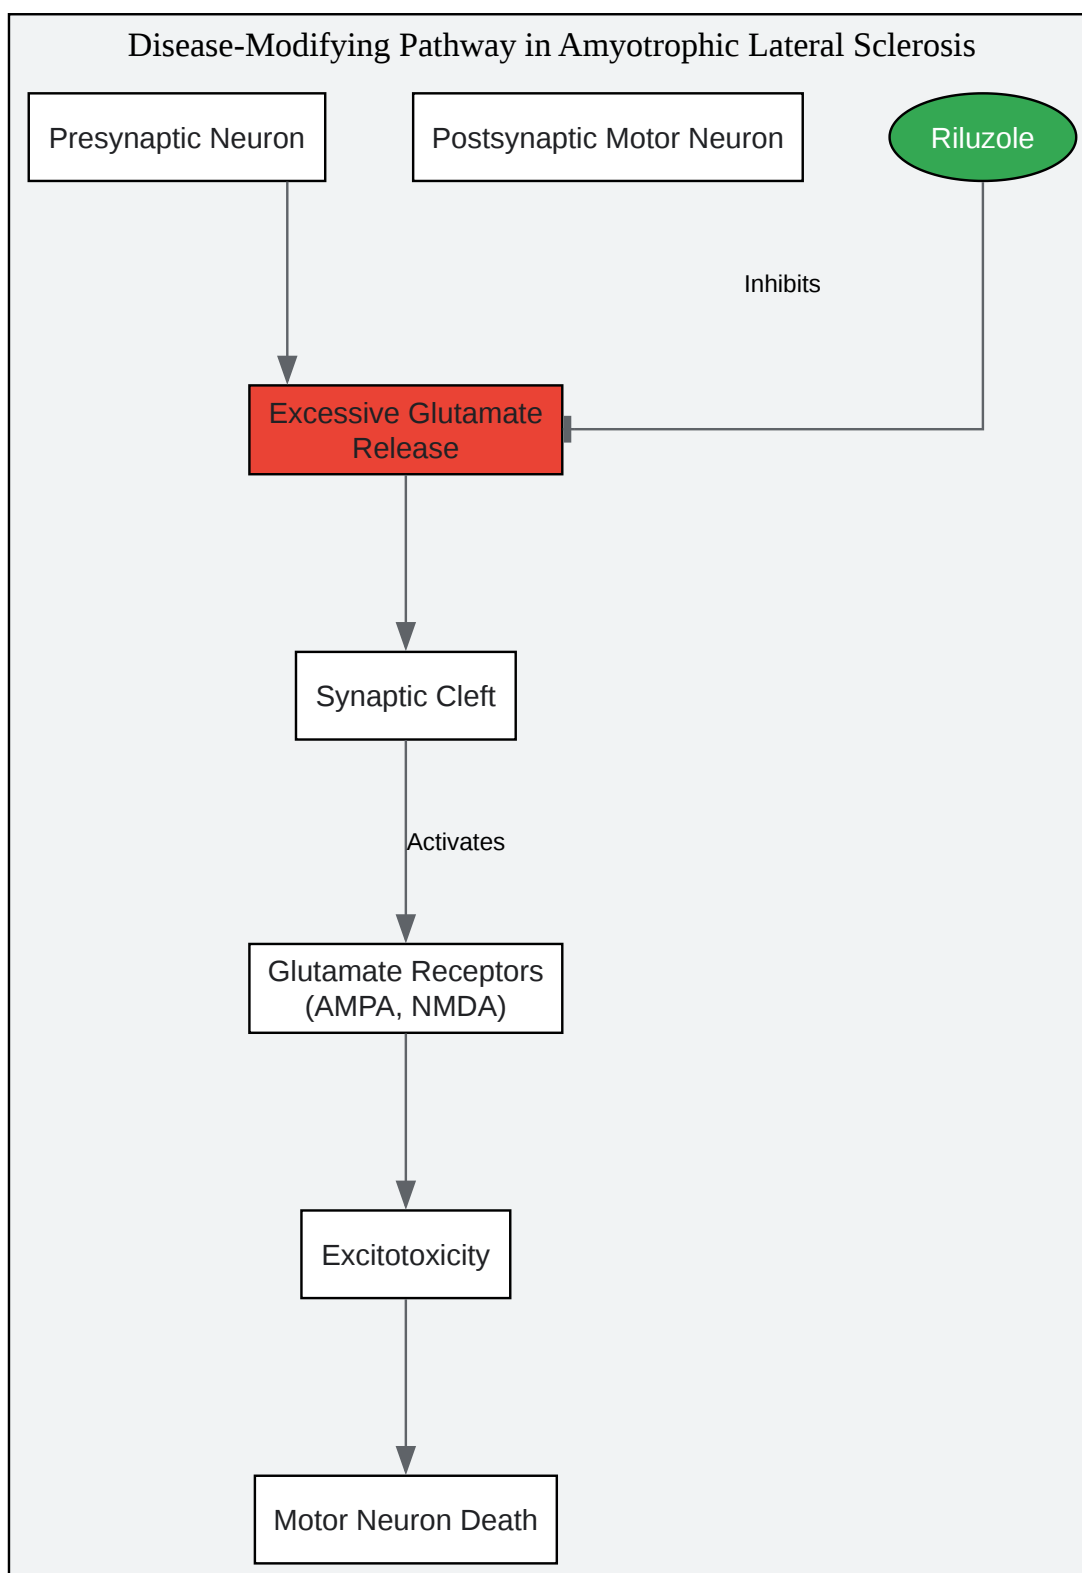 Disease-Modifying Pathway in Amyotrophic Lateral Sclerosis
Presynaptic Neuron
Postsynaptic Motor Neuron
Riluzole
Inhibits
Excessive Glutamate
Release
Synaptic Cleft
Activates
Glutamate Receptors
(AMPA, NMDA)
Excitotoxicity
Motor Neuron Death